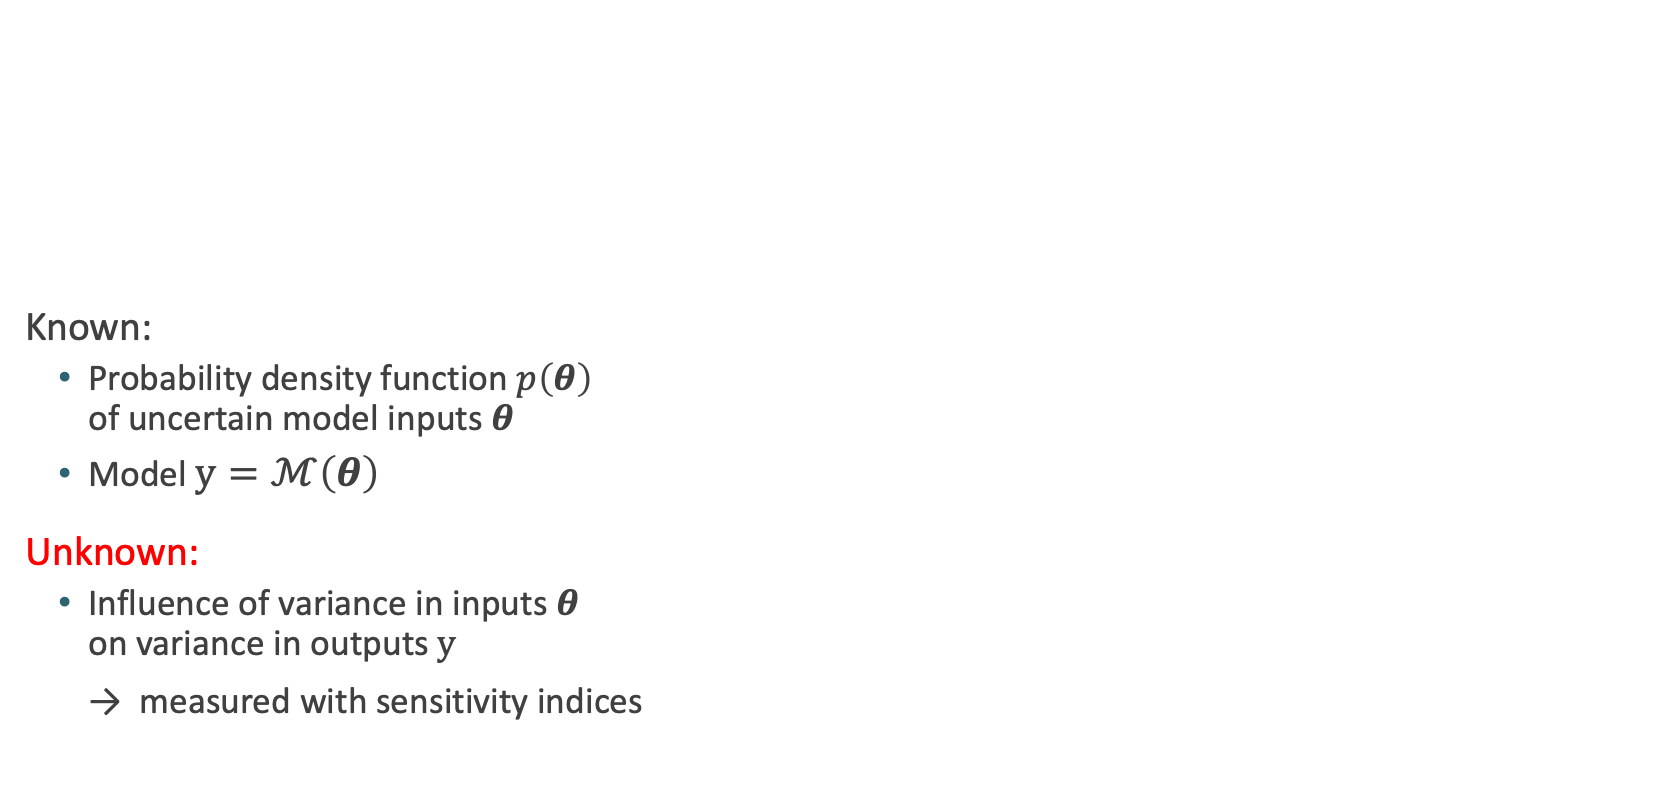 Known:
• Probability density function 𝑝(𝜽)
of uncertain model inputs 𝜽
• Model y = ℳ(𝜽)
Unknown:
• Influence of variance in inputs 𝜽
on variance in outputs y
→ measured with sensitivity indices